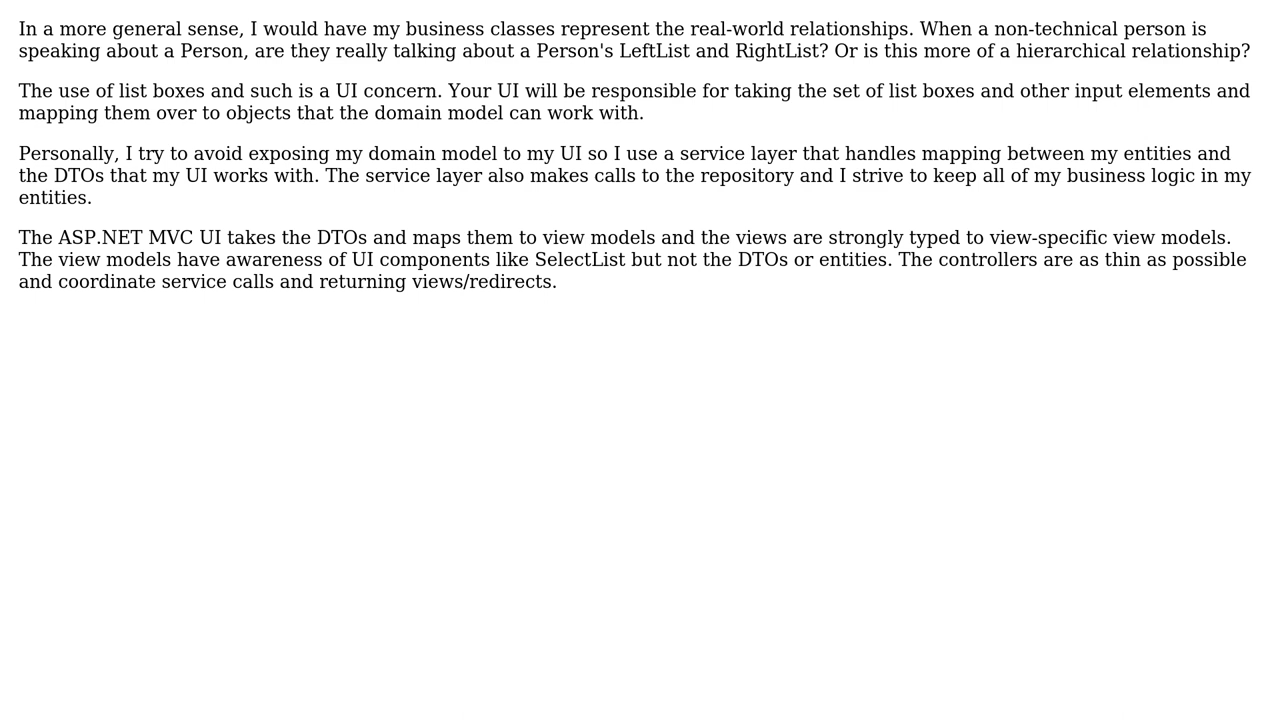 In a more general sense, I would have my business classes represent the real-world relationships. When a non-technical person is
speaking about a Person, are they really talking about a Person's LeftList and RightList? Or is this more of a hierarchical relationship?
The use of list boxes and such is a UI concern. Your UI will be responsible for taking the set of list boxes and other input elements and
mapping them over to objects that the domain model can work with.
Personally, I try to avoid exposing my domain model to my UI so I use a service layer that handles mapping between my entities and
the DTOs that my UI works with. The service layer also makes calls to the repository and I strive to keep all of my business logic in my
entities.
The ASP.NET MVC UI takes the DTOs and maps them to view models and the views are strongly typed to view-specific view models.
The view models have awareness of UI components like SelectList but not the DTOs or entities. The controllers are as thin as possible
and coordinate service calls and returning views/redirects.